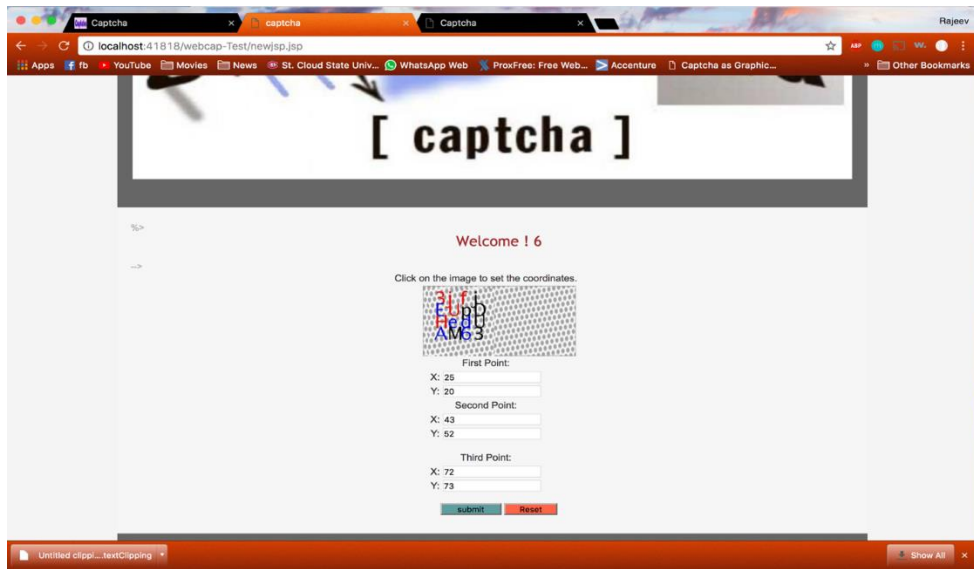 Captcha
captcha
Captcha
Rajeev
localhost:41818/webcap-Test/newjsp.jsp
ABP
W.
Apps
fb
YouTube
Movies
News
St. Cloud State Univ...
WhatsApp Web
ProxFree: Free Web...
Accenture
Captcha as Graphic...
»
Other Bookmarks
[ captcha ]
%>
Welcome ! 6
-->
Click on the image to set the coordinates.
First Point:
X: 25
Y: 20
Second Point:
X: 43
Y: 52
Third Point:
X: 72
Y: 73
submit Reset
Untitled clippi....textClipping
Show All